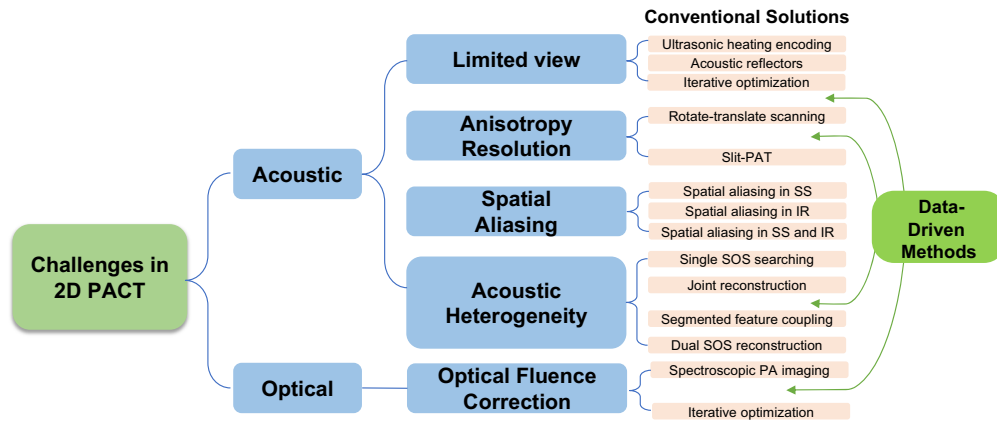 Conventional Solutions
Challenges in
2D PACT
Acoustic
Optical
Limited view
Ultrasonic heating encoding
Acoustic reflectors
Iterative optimization
Anisotropy
Resolution
Rotate-translate scanning
Slit-PAT
Spatial
Aliasing
Spatial aliasing in SS
Spatial aliasing in IR
Spatial aliasing in SS and IR
Acoustic
Heterogeneity
Single SOS searching
Joint reconstruction
Segmented feature coupling
Dual SOS reconstruction
Optical Fluence
Correction
Spectroscopic PA imaging
Iterative optimization
Data-
Driven
Methods